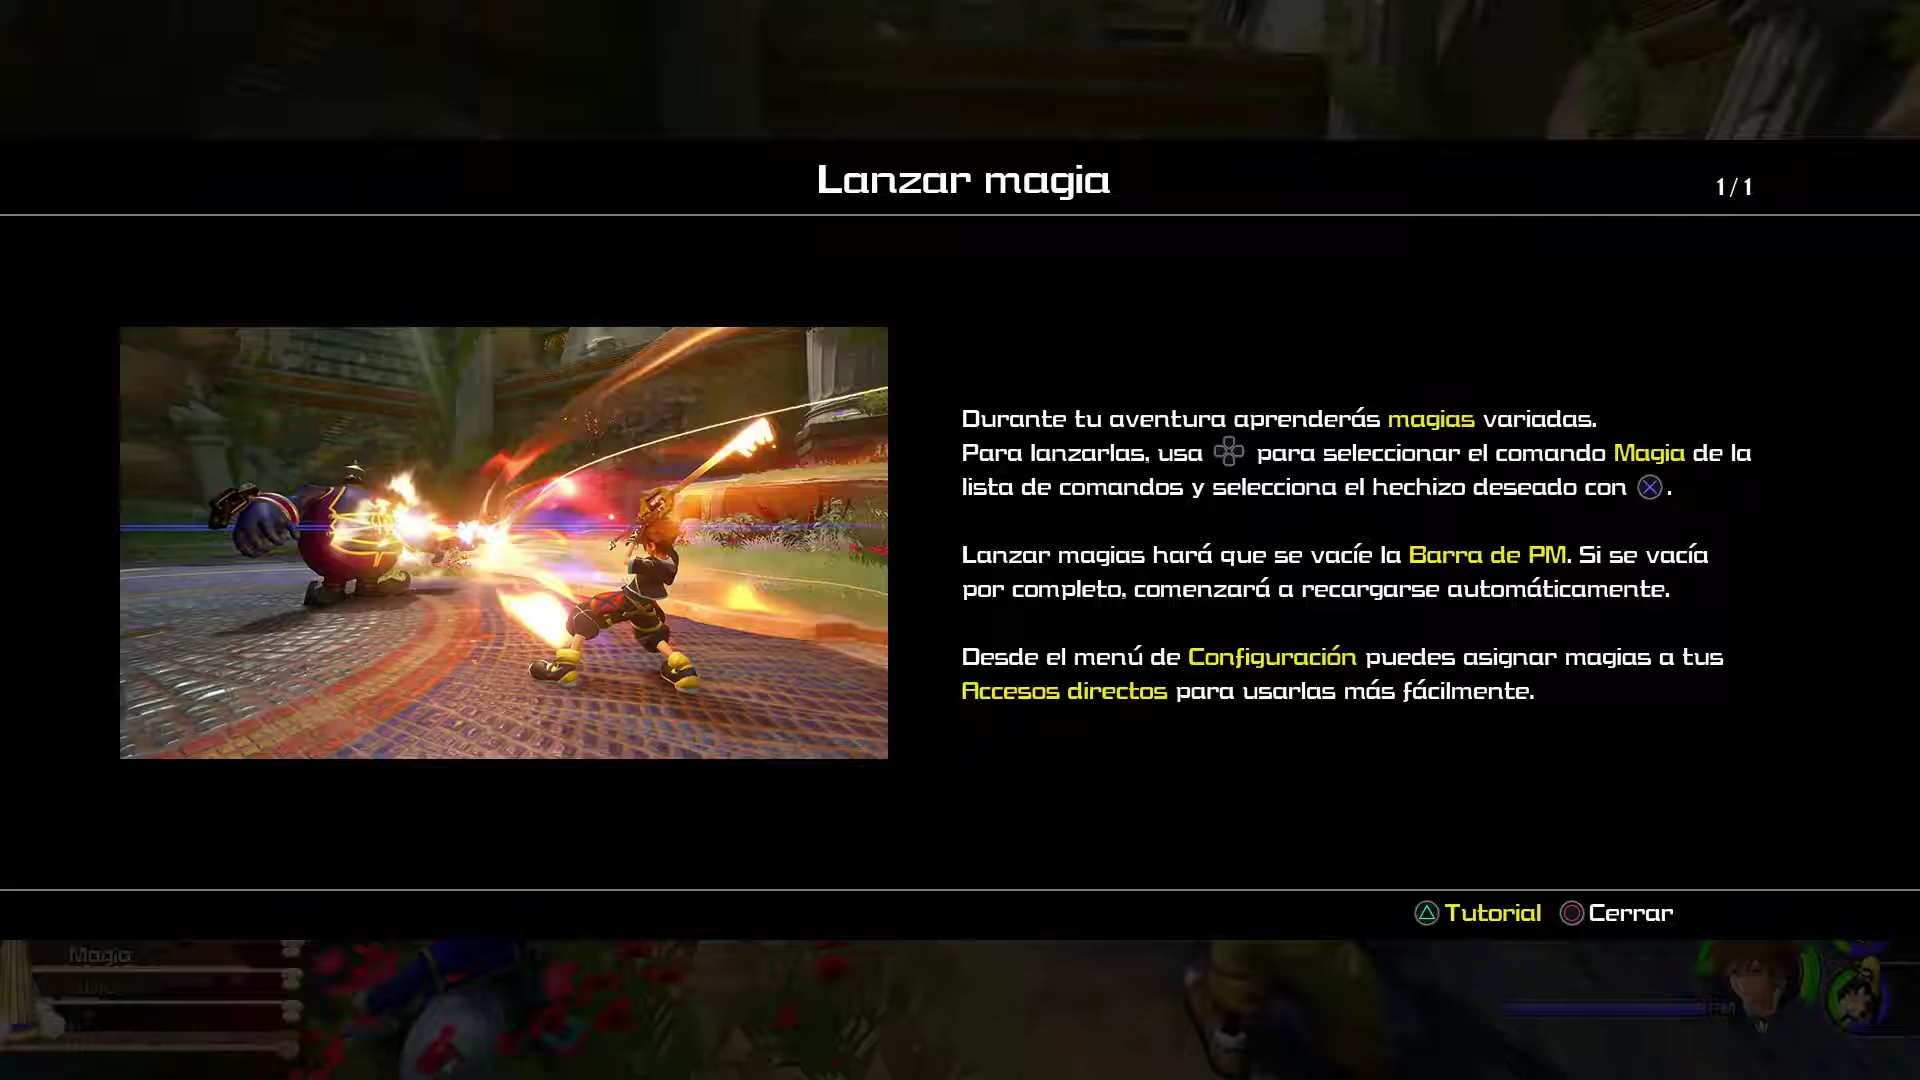 Lanzar magia
1/1
Durante tu aventura aprenderás magias variadas.
Para lanzarlas, usa para seleccionar el comando Magia de la
lista de comandos y selecciona el hechizo deseado con .
Lanzar magias hará que se vacíe la Barra de PM. Si se vacía
por completo, comenzará a recargarse automáticamente.
Desde el menú de Configuración puedes asignar magias a tus
Accesos directos para usarlas más fácilmente.
Tutorial Cerrar
Magia